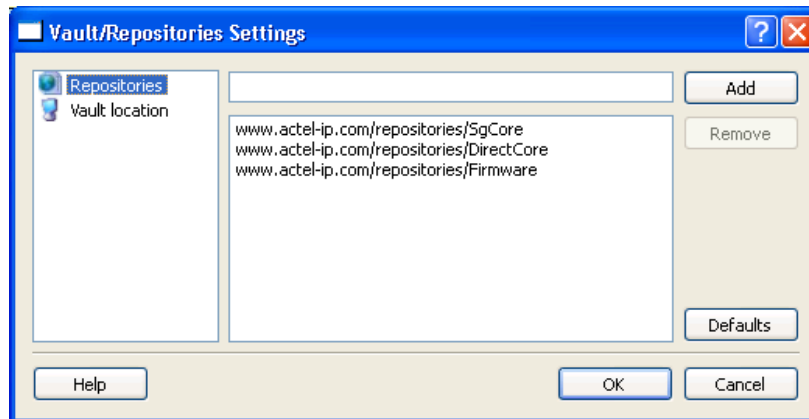 Vault/Repositories Settings
Repositories
Vault location
Add
www.actel-ip.com/repositories/SgCore
www.actel-ip.com/repositories/DirectCore
www.actel-ip.com/repositories/Firmware
Remove
Defaults
Help
OK
Cancel